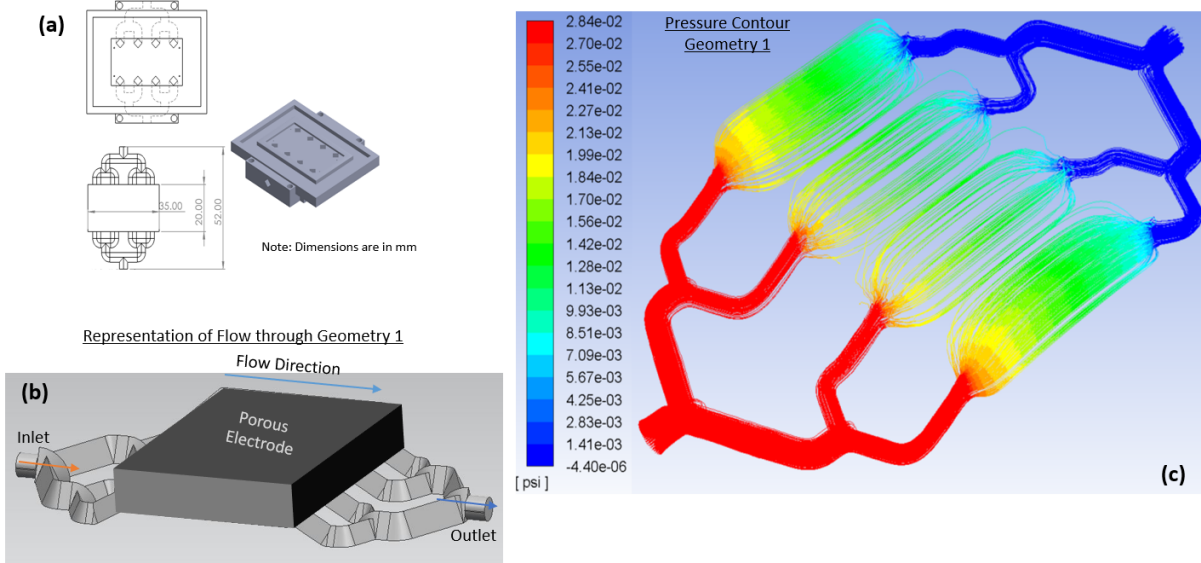 (a)
35.00
20.00
52.00
Note: Dimensions are in mm
Representation of Flow through Geometry 1
(b)
Flow Direction
Porous
Electrode
Inlet
Outlet
Pressure Contour
Geometry 1
2.84e-02
2.70e-02
2.55e-02
2.41e-02
2.27e-02
2.13e-02
1.99e-02
1.84e-02
1.70e-02
1.56e-02
1.42e-02
1.28e-02
1.13e-02
9.93e-03
8.51e-03
7.09e-03
5.67e-03
4.25e-03
2.83e-03
1.41e-03
-4.40e-06
[ psi ]
(c)